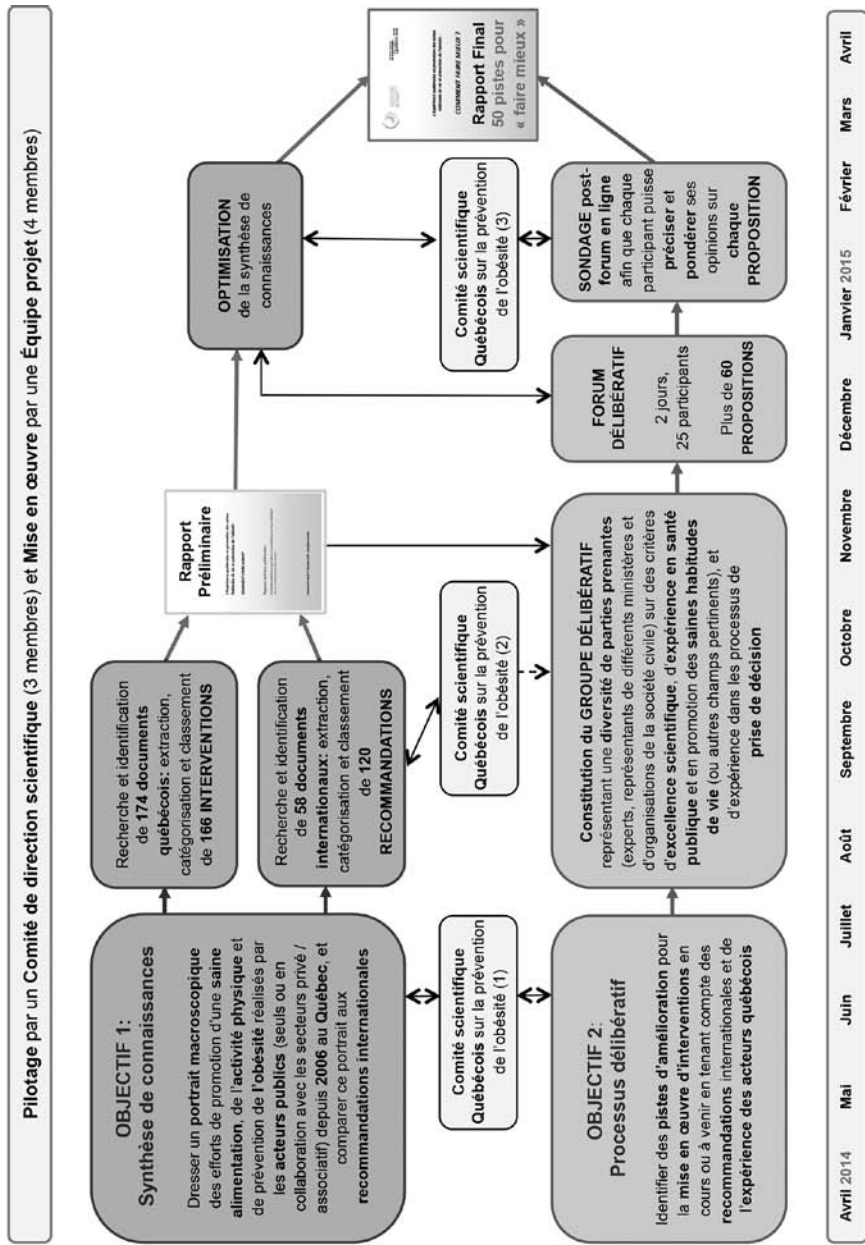 Pilotage par un Comité de direction scientifique (3 membres) et Mise en œuvre par une Équipe projet (4 membres)
OBJECTIF 1:
Synthèse de connaissances
Dresser un portrait macroscopique
des efforts de promotion d'une saine
alimentation, de l'activité physique et
de prévention de l'obésité réalisés par
les acteurs publics (seuls ou en
collaboration avec les secteurs privé /
associatif) depuis 2006 au Québec, et
comparer ce portrait aux
recommandations internationales
Recherche et identification
de 174 documents
québécois: extraction,
catégorisation et classement
de 166 INTERVENTIONS
Recherche et identification
de 58 documents
internationaux: extraction,
catégorisation et classement
de 120
RECOMMANDATIONS
Rapport
Préliminaire
OPTIMISATION
de la synthèse de
connaissances
COMMENT FAIRE MIEUX ?
Rapport Final
50 pistes pour
« faire mieux »
Comité scientifique
Québécois sur la prévention
de l'obésité (1)
Comité scientifique
Québécois sur la prévention
de l'obésité (2)
Comité scientifique
Québécois sur la prévention
de l'obésité (3)
OBJECTIF 2:
Processus délibératif
Identifier des pistes d'amélioration pour
la mise en œuvre d'interventions en
cours ou à venir en tenant compte des
recommandations internationales et de
l'expérience des acteurs québécois
Constitution du GROUPE DÉLIBÉRATIF
représentant une diversité de parties prenantes
(experts, représentants de différents ministères et
d'organisations de la société civile) sur des critères
d'excellence scientifique, d'expérience en santé
publique et en promotion des saines habitudes
de vie (ou autres champs pertinents), et
d'expérience dans les processus de
prise de décision
FORUM
DÉLIBÉRATIF
2 jours,
25 participants
Plus de 60
PROPOSITIONS
SONDAGE post-
forum en ligne
afin que chaque
participant puisse
préciser et
pondérer ses
opinions sur
chaque
PROPOSITION
Avril 2014 Mai Juin Juillet Août Septembre Octobre Novembre Décembre Janvier 2015 Février Mars Avril